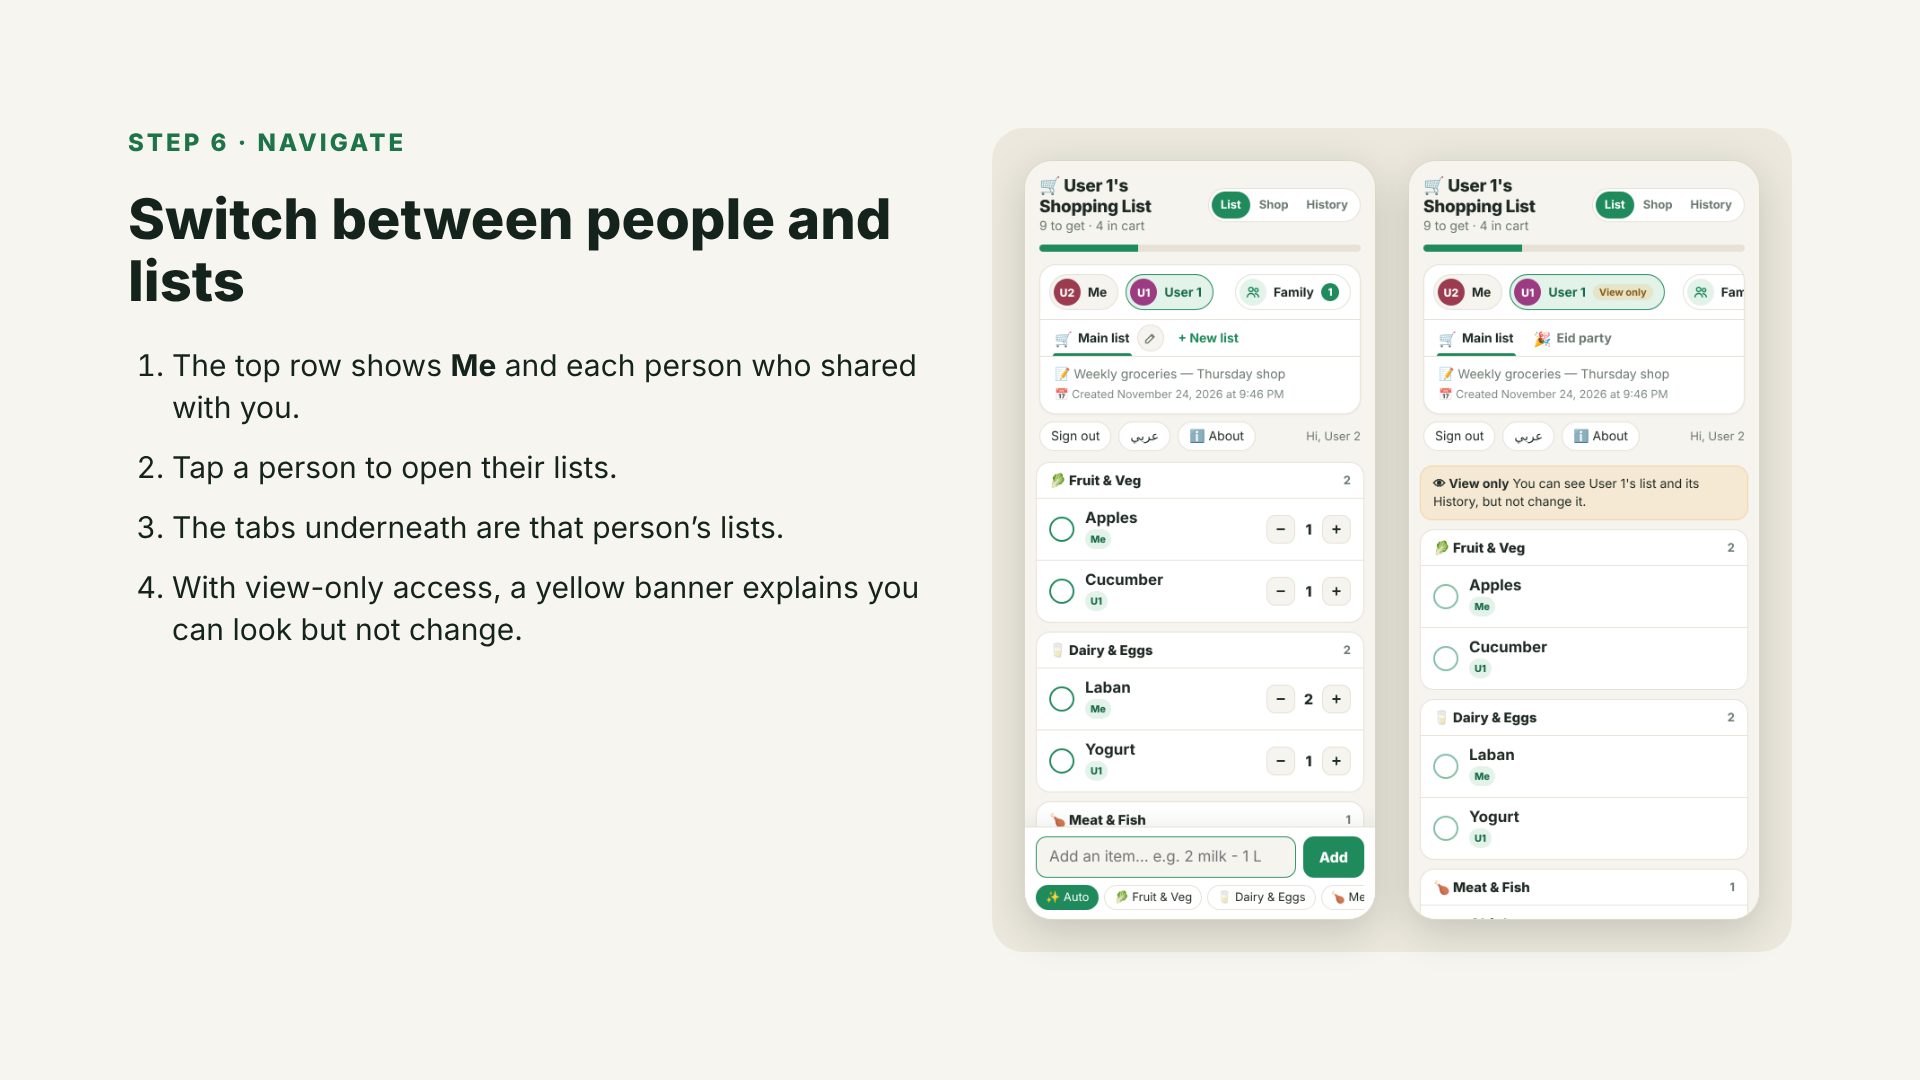 STEP 6 · NAVIGATE
Switch between people and
lists
1. The top row shows Me and each person who shared
with you.
2. Tap a person to open their lists.
3. The tabs underneath are that person’s lists.
4. With view-only access, a yellow banner explains you
can look but not change.
🛒 User 1's
Shopping List
9 to get · 4 in cart
List Shop History
U2 Me U1 User 1 Family 1
🛒 Main list + New list
📝 Weekly groceries — Thursday shop
📅 Created November 24, 2026 at 9:46 PM
Sign out عربي ℹ️ About Hi, User 2
🥬 Fruit & Veg 2
Apples
Me
− 1 +
Cucumber
U1
− 1 +
🥛 Dairy & Eggs 2
Laban
Me
− 2 +
Yogurt
U1
− 1 +
🍗 Meat & Fish 1
Add an item... e.g. 2 milk - 1 L Add
✨ Auto 🥬 Fruit & Veg 🥛 Dairy & Eggs 🍗 Me
🛒 User 1's
Shopping List
9 to get · 4 in cart
List Shop History
U2 Me U1 User 1 View only Fam
🛒 Main list 🎉 Eid party
📝 Weekly groceries — Thursday shop
📅 Created November 24, 2026 at 9:46 PM
Sign out عربي ℹ️ About Hi, User 2
👁 View only You can see User 1's list and its
History, but not change it.
🥬 Fruit & Veg 2
Apples
Me
Cucumber
U1
🥛 Dairy & Eggs 2
Laban
Me
Yogurt
U1
🍗 Meat & Fish 1